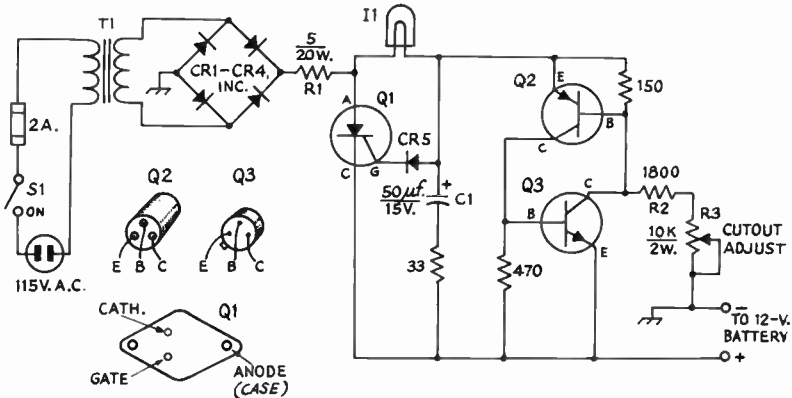 T1
CR1–CR4,
INC.
5
20W.
R1
I1
2A.
S1
ON
115V. A.C.
Q2
E B C
Q3
E B C
Q1
CATH.
GATE
ANODE
(CASE)
A
Q1
C
G
CR5
50µf.
15V.
+
C1
33
Q2
E
B
C
150
Q3
B
C
E
470
1800
R2
R3
10K
2W.
CUTOUT
ADJUST
–
TO 12-V.
BATTERY
+